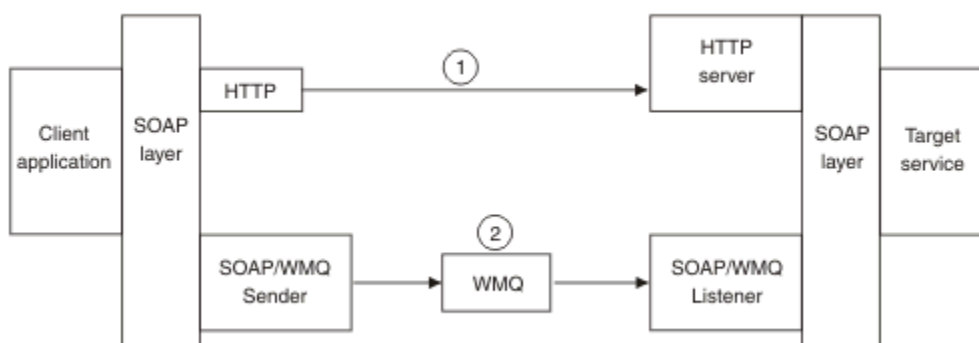 1
HTTP
server
HTTP
Client
application
SOAP
layer
SOAP
layer
Target
service
2
SOAP/WMQ
Sender
WMQ
SOAP/WMQ
Listener